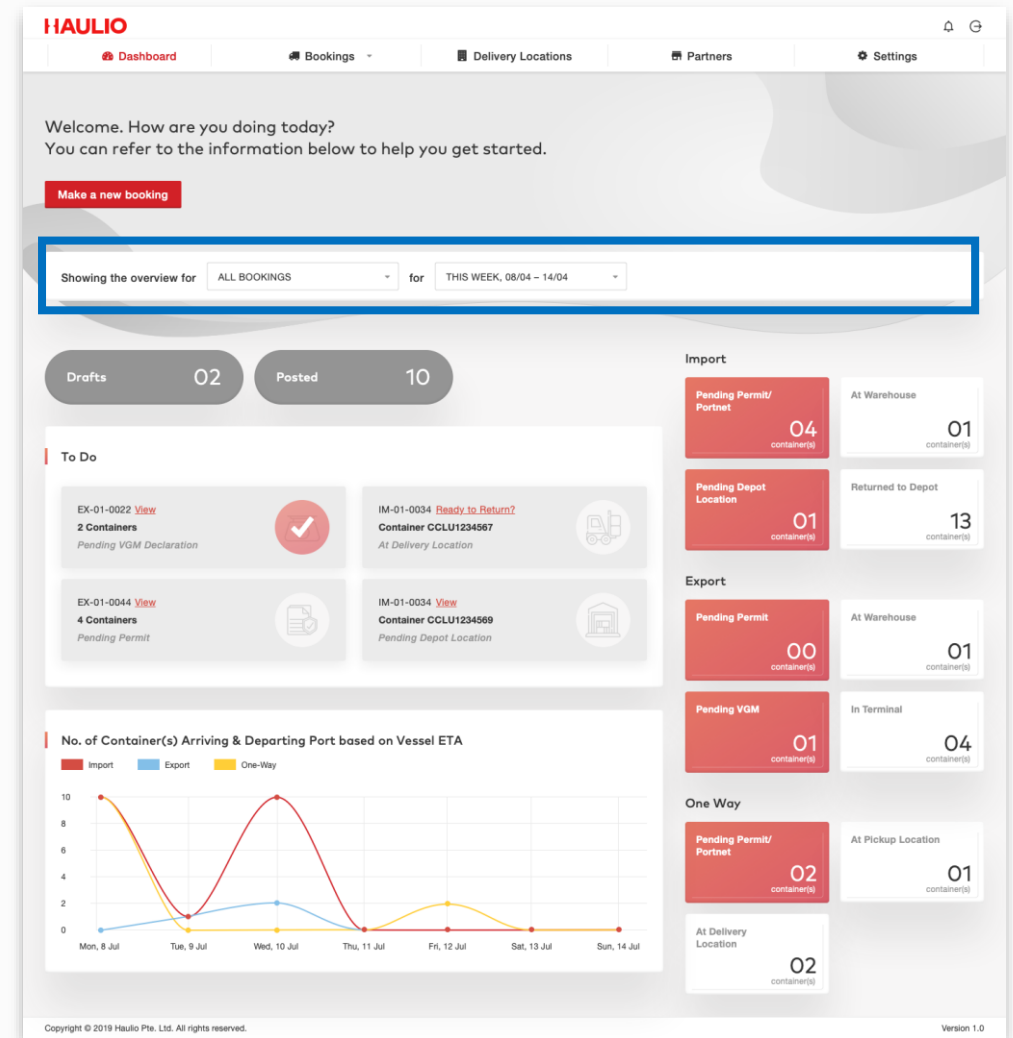 HAULIO
Dashboard
Bookings
Delivery Locations
Partners
Settings
Welcome. How are you doing today?
You can refer to the information below to help you get started.
Make a new booking
Showing the overview for
ALL BOOKINGS
for
THIS WEEK, 08/04 – 14/04
Drafts 02
Posted 10
To Do
EX-01-0022 View
2 Containers
Pending VGM Declaration
IM-01-0034 Ready to Return?
Container CCLU1234567
At Delivery Location
EX-01-0044 View
4 Containers
Pending Permit
IM-01-0034 View
Container CCLU1234569
Pending Depot Location
No. of Container(s) Arriving & Departing Port based on Vessel ETA
Import Export One-Way
10
8
6
4
2
0
Mon, 8 Jul Tue, 9 Jul Wed, 10 Jul Thu, 11 Jul Fri, 12 Jul Sat, 13 Jul Sun, 14 Jul
Import
Pending Permit/
Portnet
04
container(s)
At Warehouse
01
container(s)
Pending Depot
Location
01
container(s)
Returned to Depot
13
container(s)
Export
Pending Permit
00
container(s)
At Warehouse
01
container(s)
Pending VGM
01
container(s)
In Terminal
04
container(s)
One Way
Pending Permit/
Portnet
02
container(s)
At Pickup Location
01
container(s)
At Delivery
Location
02
container(s)
Copyright © 2019 Haulio Pte. Ltd. All rights reserved.
Version 1.0